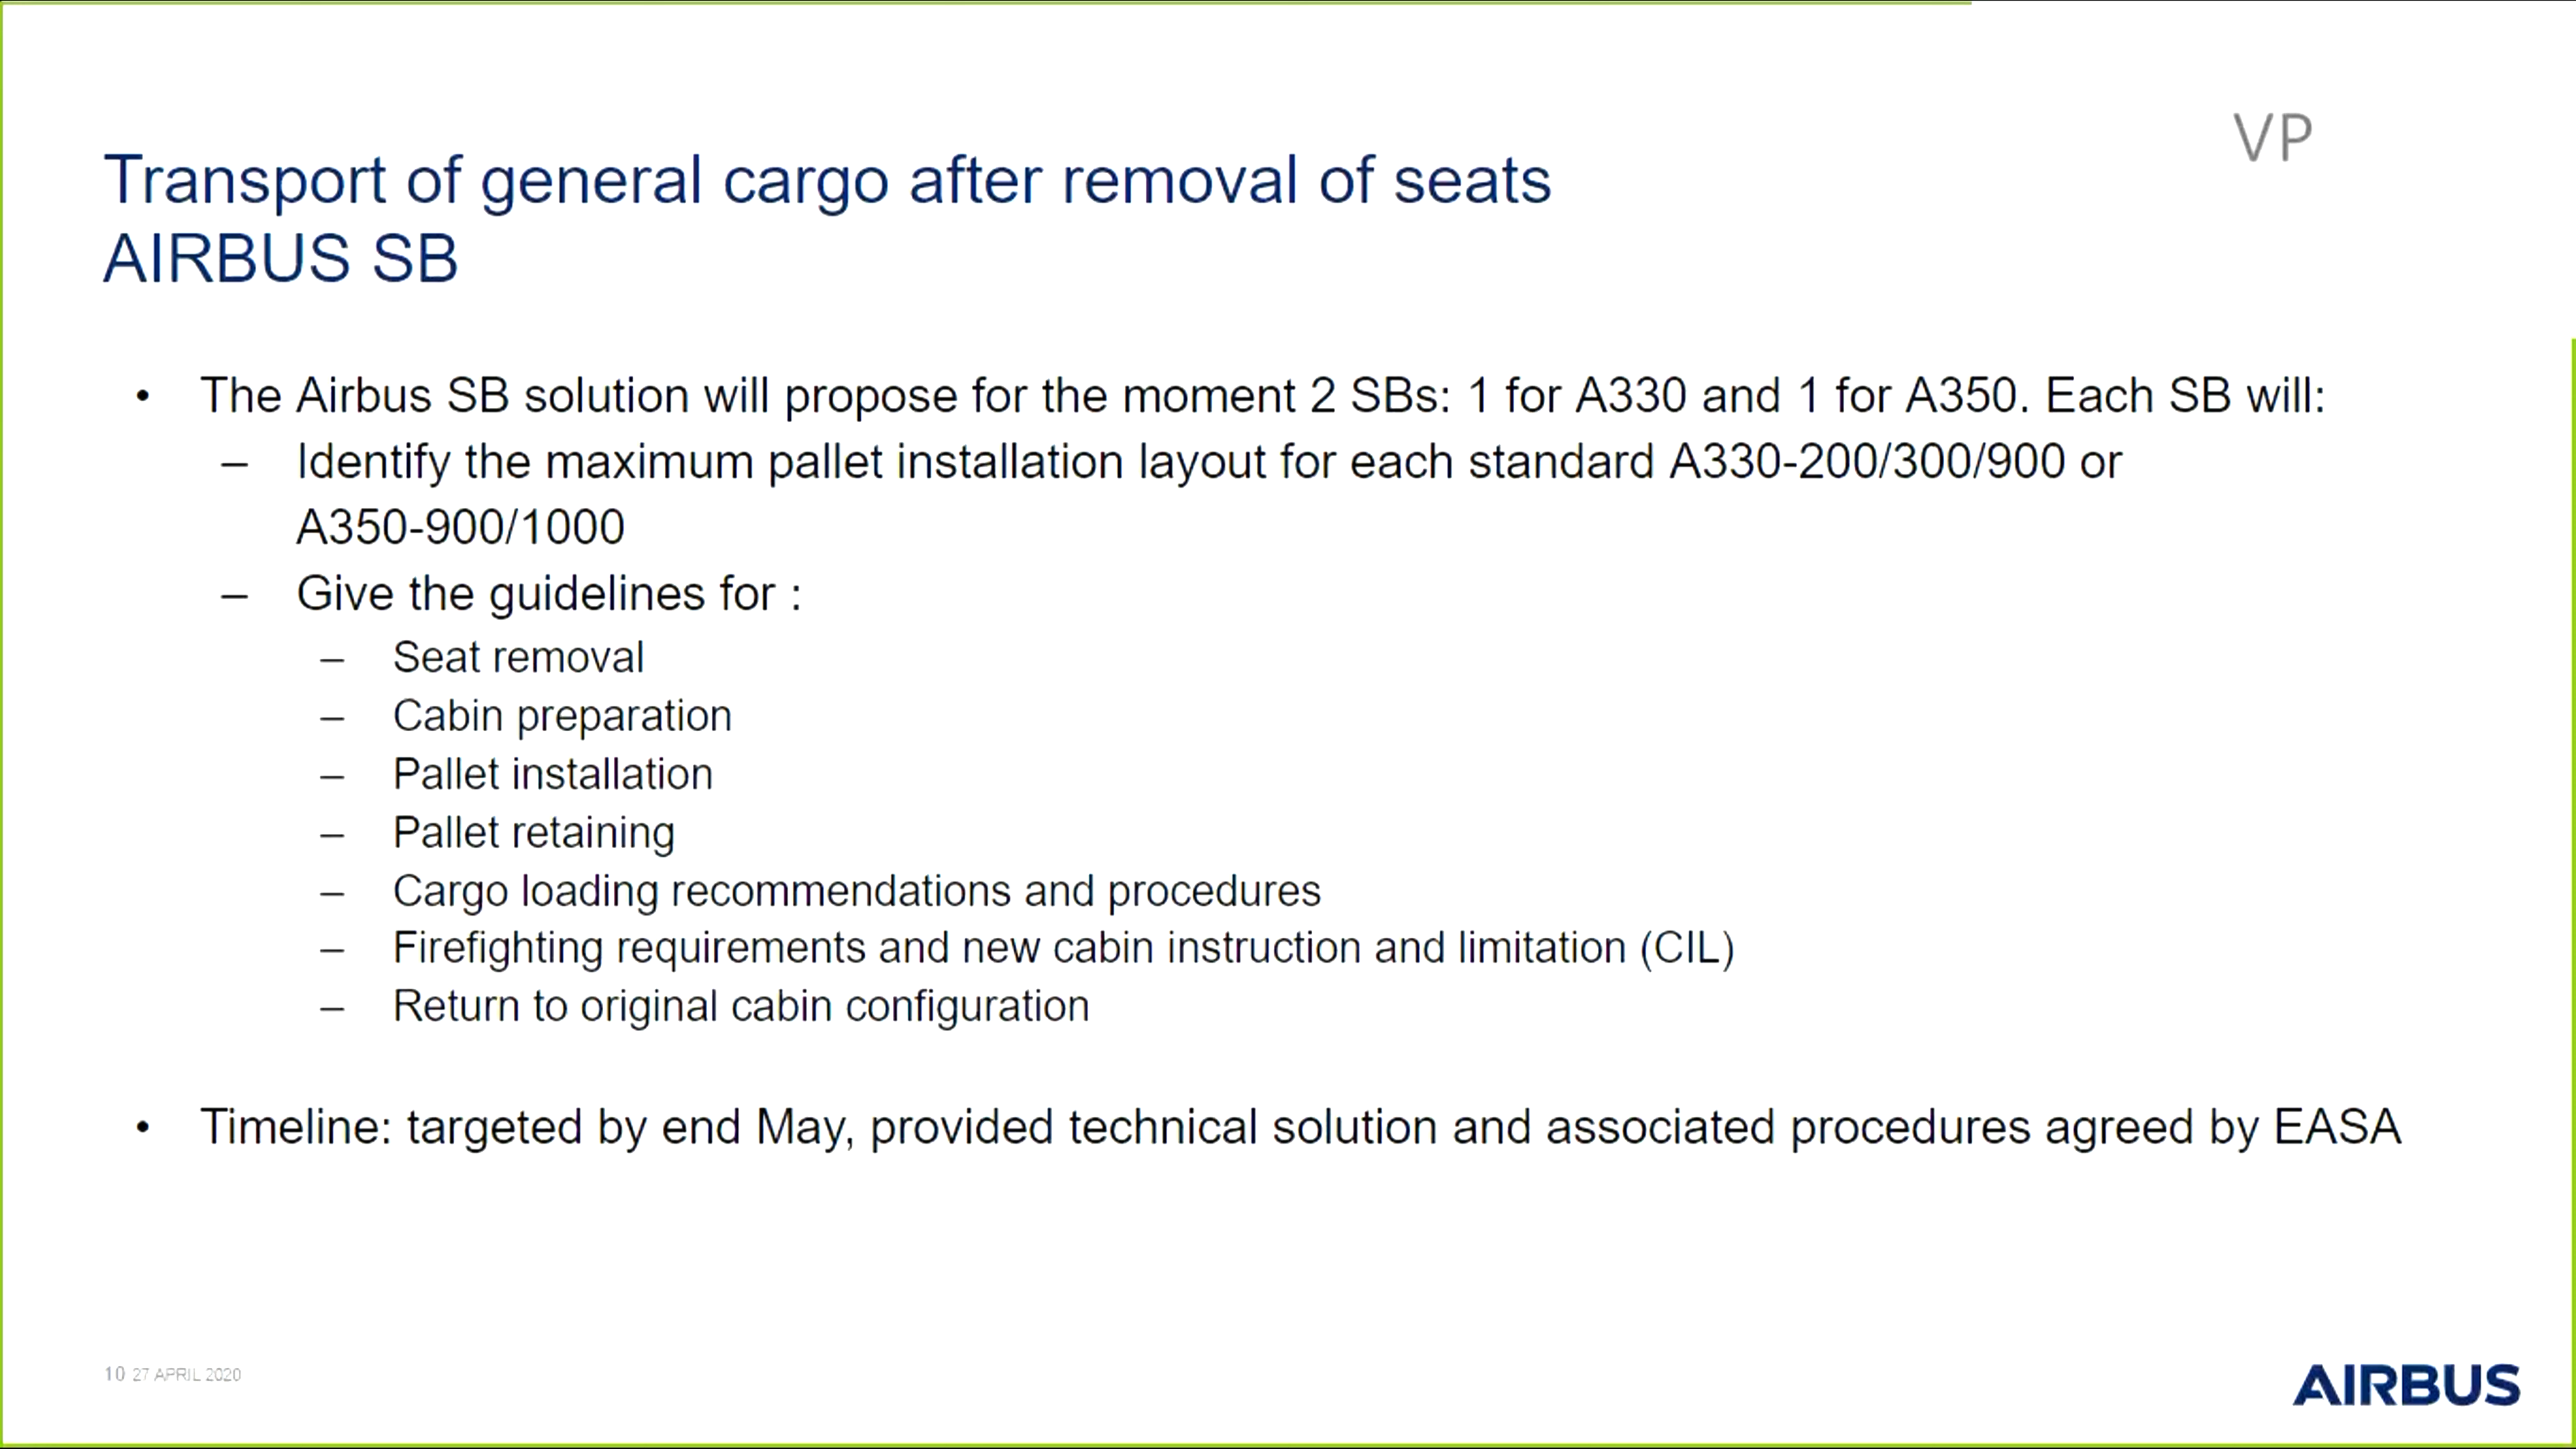 VP
Transport of general cargo after removal of seats
AIRBUS SB
• The Airbus SB solution will propose for the moment 2 SBs: 1 for A330 and 1 for A350. Each SB will:
– Identify the maximum pallet installation layout for each standard A330-200/300/900 or
A350-900/1000
– Give the guidelines for :
– Seat removal
– Cabin preparation
– Pallet installation
– Pallet retaining
– Cargo loading recommendations and procedures
– Firefighting requirements and new cabin instruction and limitation (CIL)
– Return to original cabin configuration
• Timeline: targeted by end May, provided technical solution and associated procedures agreed by EASA
10 27 APRIL 2020
AIRBUS